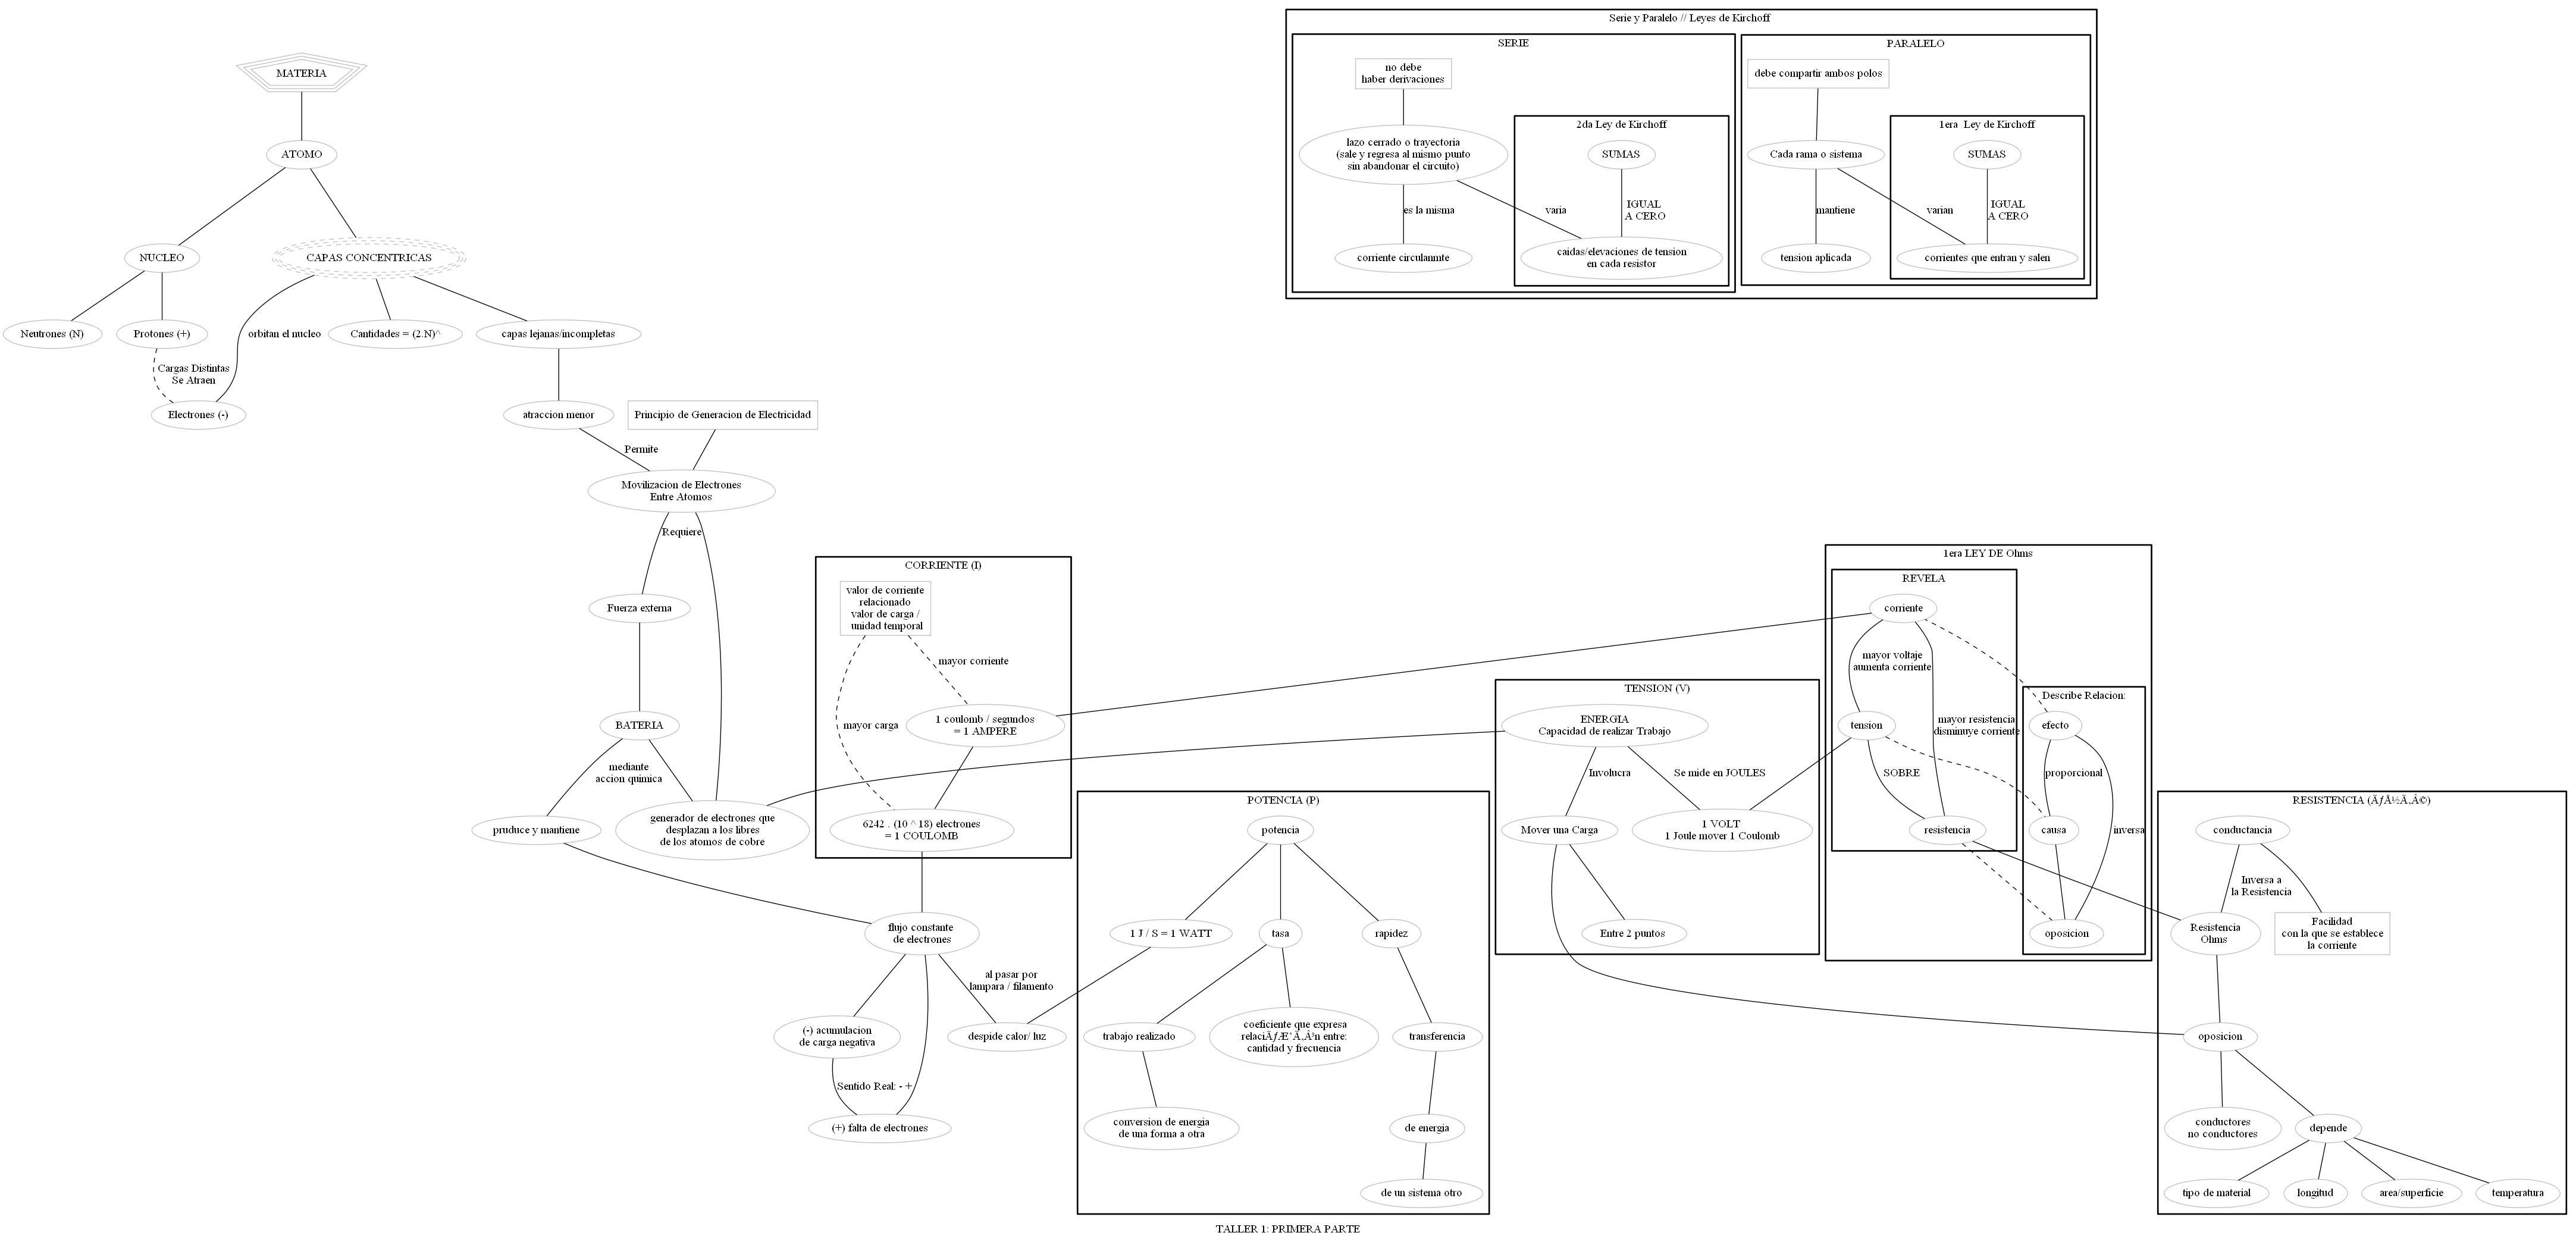 Serie y Paralelo // Leyes de Kirchoff
SERIE
no debe
haber derivaciones
lazo cerrado o trayectoria
(sale y regresa al mismo punto
sin abandonar el circuito)
es la misma
varia
corriente circulanmte
2da Ley de Kirchoff
SUMAS
IGUAL
A CERO
caidas/elevaciones de tension
en cada resistor
PARALELO
debe compartir ambos polos
Cada rama o sistema
mantiene
varian
tension aplicada
1era Ley de Kirchoff
SUMAS
IGUAL
A CERO
corrientes que entran y salen
MATERIA
ATOMO
NUCLEO
CAPAS CONCENTRICAS
Neutrones (N)
Protones (+)
orbitan el nucleo
Cantidades = (2.N)^
capas lejanas/incompletas
Cargas Distintas
Se Atraen
Electrones (-)
atraccion menor
Principio de Generacion de Electricidad
Permite
Movilizacion de Electrones
Entre Atomos
Requiere
Fuerza externa
BATERIA
mediante
accion quimica
pruduce y mantiene
generador de electrones que
desplazan a los libres
de los atomos de cobre
CORRIENTE (I)
valor de corriente
relacionado
valor de carga /
unidad temporal
mayor corriente
mayor carga
1 coulomb / segundos
= 1 AMPERE
6242 . (10 ^ 18) electrones
= 1 COULOMB
flujo constante
de electrones
al pasar por
lampara / filamento
(-) acumulacion
de carga negativa
despide calor/ luz
Sentido Real: - +
(+) falta de electrones
POTENCIA (P)
potencia
1 J / S = 1 WATT
tasa
rapidez
trabajo realizado
coeficiente que expresa
relaciÃƒÆ’Ã‚Â³n entre:
cantidad y frecuencia
transferencia
conversion de energia
de una forma a otra
de energia
de un sistema otro
TENSION (V)
ENERGIA
Capacidad de realizar Trabajo
Involucra
Se mide en JOULES
Mover una Carga
1 VOLT
1 Joule mover 1 Coulomb
Entre 2 puntos
1era LEY DE Ohms
REVELA
corriente
mayor voltaje
aumenta corriente
tension
mayor resistencia
disminuye corriente
SOBRE
resistencia
Describe Relacion:
efecto
proporcional
causa
inversa
oposicion
RESISTENCIA (ÃƒÅ½Ã‚Â©)
conductancia
Inversa a
la Resistencia
Resistencia
Ohms
Facilidad
con la que se establece
la corriente
oposicion
conductores
no conductores
depende
tipo de material
longitud
area/superficie
temperatura
TALLER 1: PRIMERA PARTE